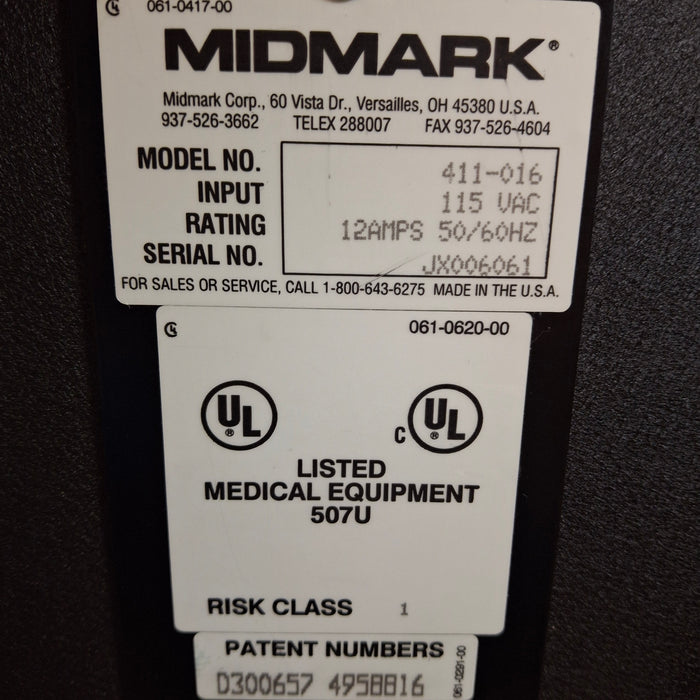 061-0417-00
MIDMARK®
Midmark Corp., 60 Vista Dr., Versailles, OH 45380 U.S.A.
937-526-3662 TELEX 288007 FAX 937-526-4604
MODEL NO. 411-016
INPUT 115 VAC
RATING 12AMPS 50/60HZ
SERIAL NO. JX006061
FOR SALES OR SERVICE, CALL 1-800-643-6275 MADE IN THE U.S.A.
061-0620-00
UL® C UL®
LISTED
MEDICAL EQUIPMENT
507U
RISK CLASS 1
PATENT NUMBERS
D300657 4958816
061-0291-00